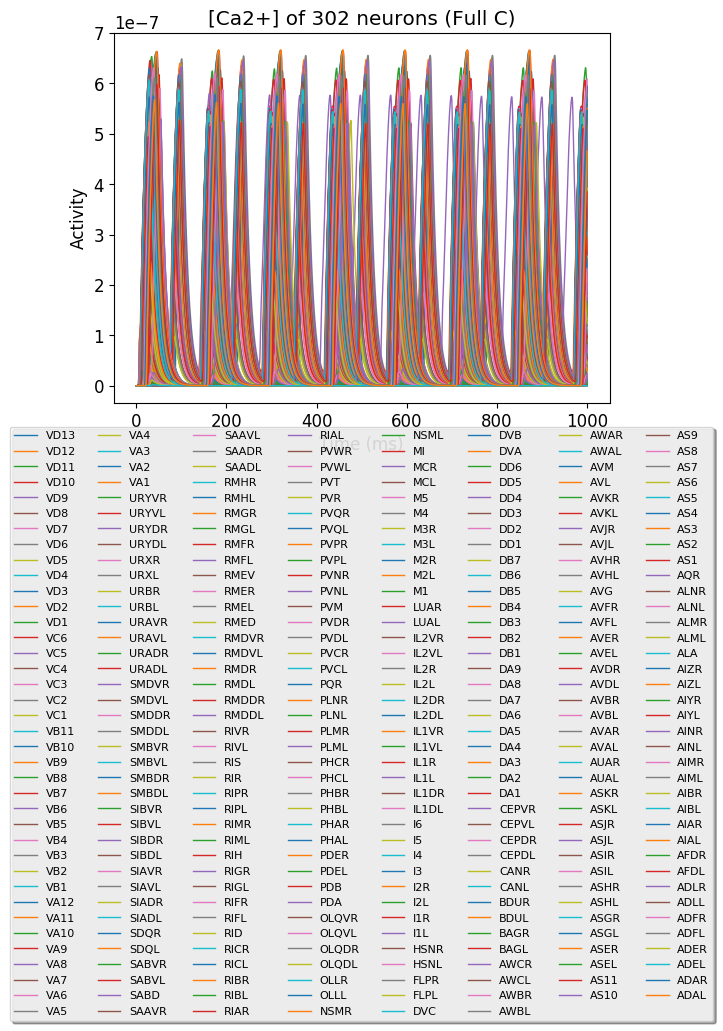 [Ca2+] of 302 neurons (Full C)
1e−7
7
6
5
4
3
2
1
0
Activity
0
200
400
600
800
1000
Time (ms)
VD13
VD12
VD11
VD10
VD9
VD8
VD7
VD6
VD5
VD4
VD3
VD2
VD1
VC6
VC5
VC4
VC3
VC2
VC1
VB11
VB10
VB9
VB8
VB7
VB6
VB5
VB4
VB3
VB2
VB1
VA12
VA11
VA10
VA9
VA8
VA7
VA6
VA5
VA4
VA3
VA2
VA1
URYVR
URYVL
URYDR
URYDL
URXR
URXL
URBR
URBL
URAVR
URAVL
URADR
URADL
SMDVR
SMDVL
SMDDR
SMDDL
SMBVR
SMBVL
SMBDR
SMBDL
SIBVR
SIBVL
SIBDR
SIBDL
SIAVR
SIAVL
SIADR
SIADL
SDQR
SDQL
SABVR
SABVL
SABD
SAAVR
SAAVL
SAADR
SAADL
RMHR
RMHL
RMGR
RMGL
RMFR
RMFL
RMEV
RMER
RMEL
RMED
RMDVR
RMDVL
RMDR
RMDL
RMDDR
RMDDL
RIVR
RIVL
RIS
RIR
RIPR
RIPL
RIMR
RIML
RIH
RIGR
RIGL
RIFR
RIFL
RID
RICR
RICL
RIBR
RIBL
RIAR
RIAL
PVWR
PVWL
PVT
PVR
PVQR
PVQL
PVPR
PVPL
PVNR
PVNL
PVM
PVDR
PVDL
PVCR
PVCL
PQR
PLNR
PLNL
PLMR
PLML
PHCR
PHCL
PHBR
PHBL
PHAR
PHAL
PDER
PDEL
PDB
PDA
OLQVR
OLQVL
OLQDR
OLQDL
OLLR
OLLL
NSMR
NSML
MI
MCR
MCL
M5
M4
M3R
M3L
M2R
M2L
M1
LUAR
LUAL
IL2VR
IL2VL
IL2R
IL2L
IL2DR
IL2DL
IL1VR
IL1VL
IL1R
IL1L
IL1DR
IL1DL
I6
I5
I4
I3
I2R
I2L
I1R
I1L
HSNR
HSNL
FLPR
FLPL
DVC
DVB
DVA
DD6
DD5
DD4
DD3
DD2
DD1
DB7
DB6
DB5
DB4
DB3
DB2
DB1
DA9
DA8
DA7
DA6
DA5
DA4
DA3
DA2
DA1
CEPVR
CEPVL
CEPDR
CEPDL
CANR
CANL
BDUR
BDUL
BAGR
BAGL
AWCR
AWCL
AWBR
AWBL
AWAR
AWAL
AVM
AVL
AVKR
AVKL
AVJR
AVJL
AVHR
AVHL
AVG
AVFR
AVFL
AVER
AVEL
AVDR
AVDL
AVBR
AVBL
AVAR
AVAL
AUAR
AUAL
ASKR
ASKL
ASJR
ASJL
ASIR
ASIL
ASHR
ASHL
ASGR
ASGL
ASER
ASEL
AS11
AS10
AS9
AS8
AS7
AS6
AS5
AS4
AS3
AS2
AS1
AQR
ALNR
ALNL
ALMR
ALML
ALA
AIZR
AIZL
AIYR
AIYL
AINR
AINL
AIMR
AIML
AIBR
AIBL
AIAR
AIAL
AFDR
AFDL
ADLR
ADLL
ADFR
ADFL
ADER
ADEL
ADAR
ADAL